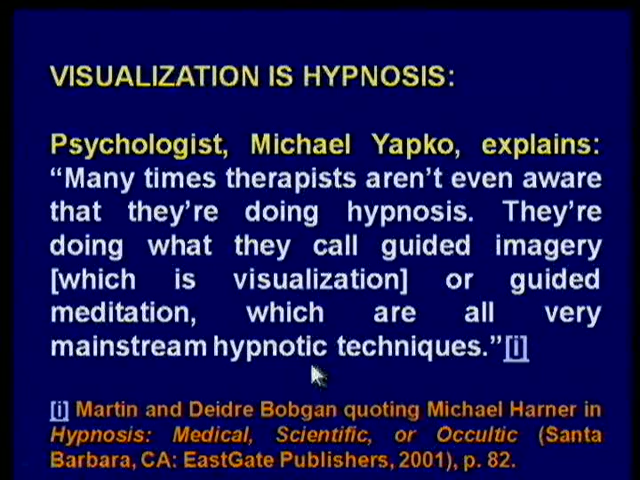 VISUALIZATION IS HYPNOSIS:
Psychologist, Michael Yapko, explains:
“Many times therapists aren’t even aware
that they’re doing hypnosis. They’re
doing what they call guided imagery
[which is visualization] or guided
meditation, which are all very
mainstream hypnotic techniques.”[i]
[i] Martin and Deidre Bobgan quoting Michael Harner in
Hypnosis: Medical, Scientific, or Occultic (Santa
Barbara, CA: EastGate Publishers, 2001), p. 82.